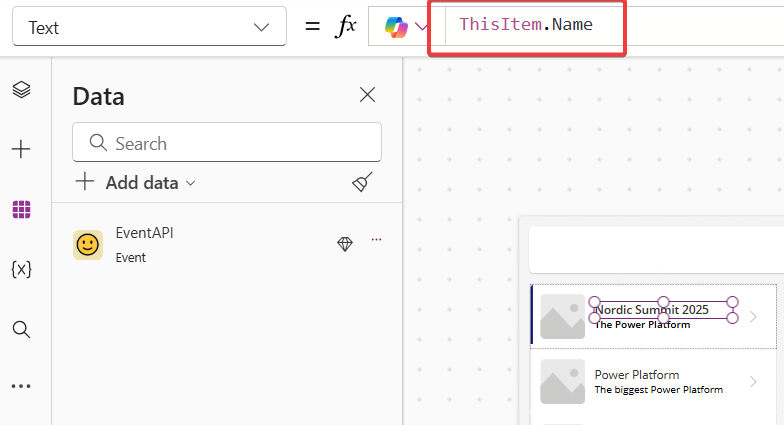 Text
= fx
ThisItem.Name
Data
Search
Add data
EventAPI
Event
{x}
Nordic Summit 2025
The Power Platform
Power Platform
The biggest Power Platform